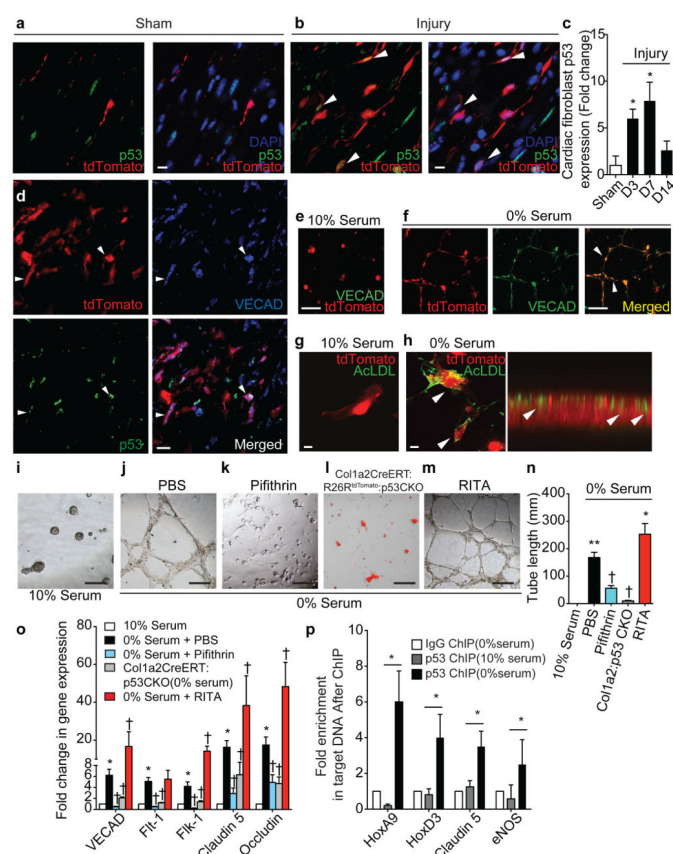 a
Sham
b
Injury
c
p53
tdTomato
DAPI
p53
tdTomato
p53
tdTomato
DAPI
p53
tdTomato
Cardiac fibroblast p53
expression (Fold change)
Injury
15
10
5
0
*
*
Sham
D3
D7
D14
d
tdTomato
VECAD
p53
Merged
e
10% Serum
VECAD
tdTomato
f
0% Serum
tdTomato
VECAD
Merged
g
10% Serum
tdTomato
AcLDL
h
0% Serum
tdTomato
AcLDL
i
10% Serum
j
PBS
k
Pifithrin
l
Col1a2CreERT:
R26RtdTomato:p53CKO
m
RITA
0% Serum
n
0% Serum
Tube length (mm)
400
300
200
100
0
**
†
†
*
10% Serum
PBS
Pifithrin
Col1a2:p53 CKO
RITA
o
10% Serum
0% Serum + PBS
0% Serum + Pifithrin
Col1a2CreERT:
p53CKO(0% serum)
0% Serum + RITA
Fold change in gene expression
80
60
40
20
8
6
4
2
0
* † † †
* † †
* † † †
* † † †
* † † †
VECAD
Flt-1
Flk-1
Claudin 5
Occludin
p
IgG ChIP(0%serum)
p53 ChIP(10% serum)
p53 ChIP(0%serum)
Fold enrichment
in target DNA After ChIP
10
8
6
4
2
0
*
*
*
*
HoxA9
HoxD3
Claudin 5
eNOS